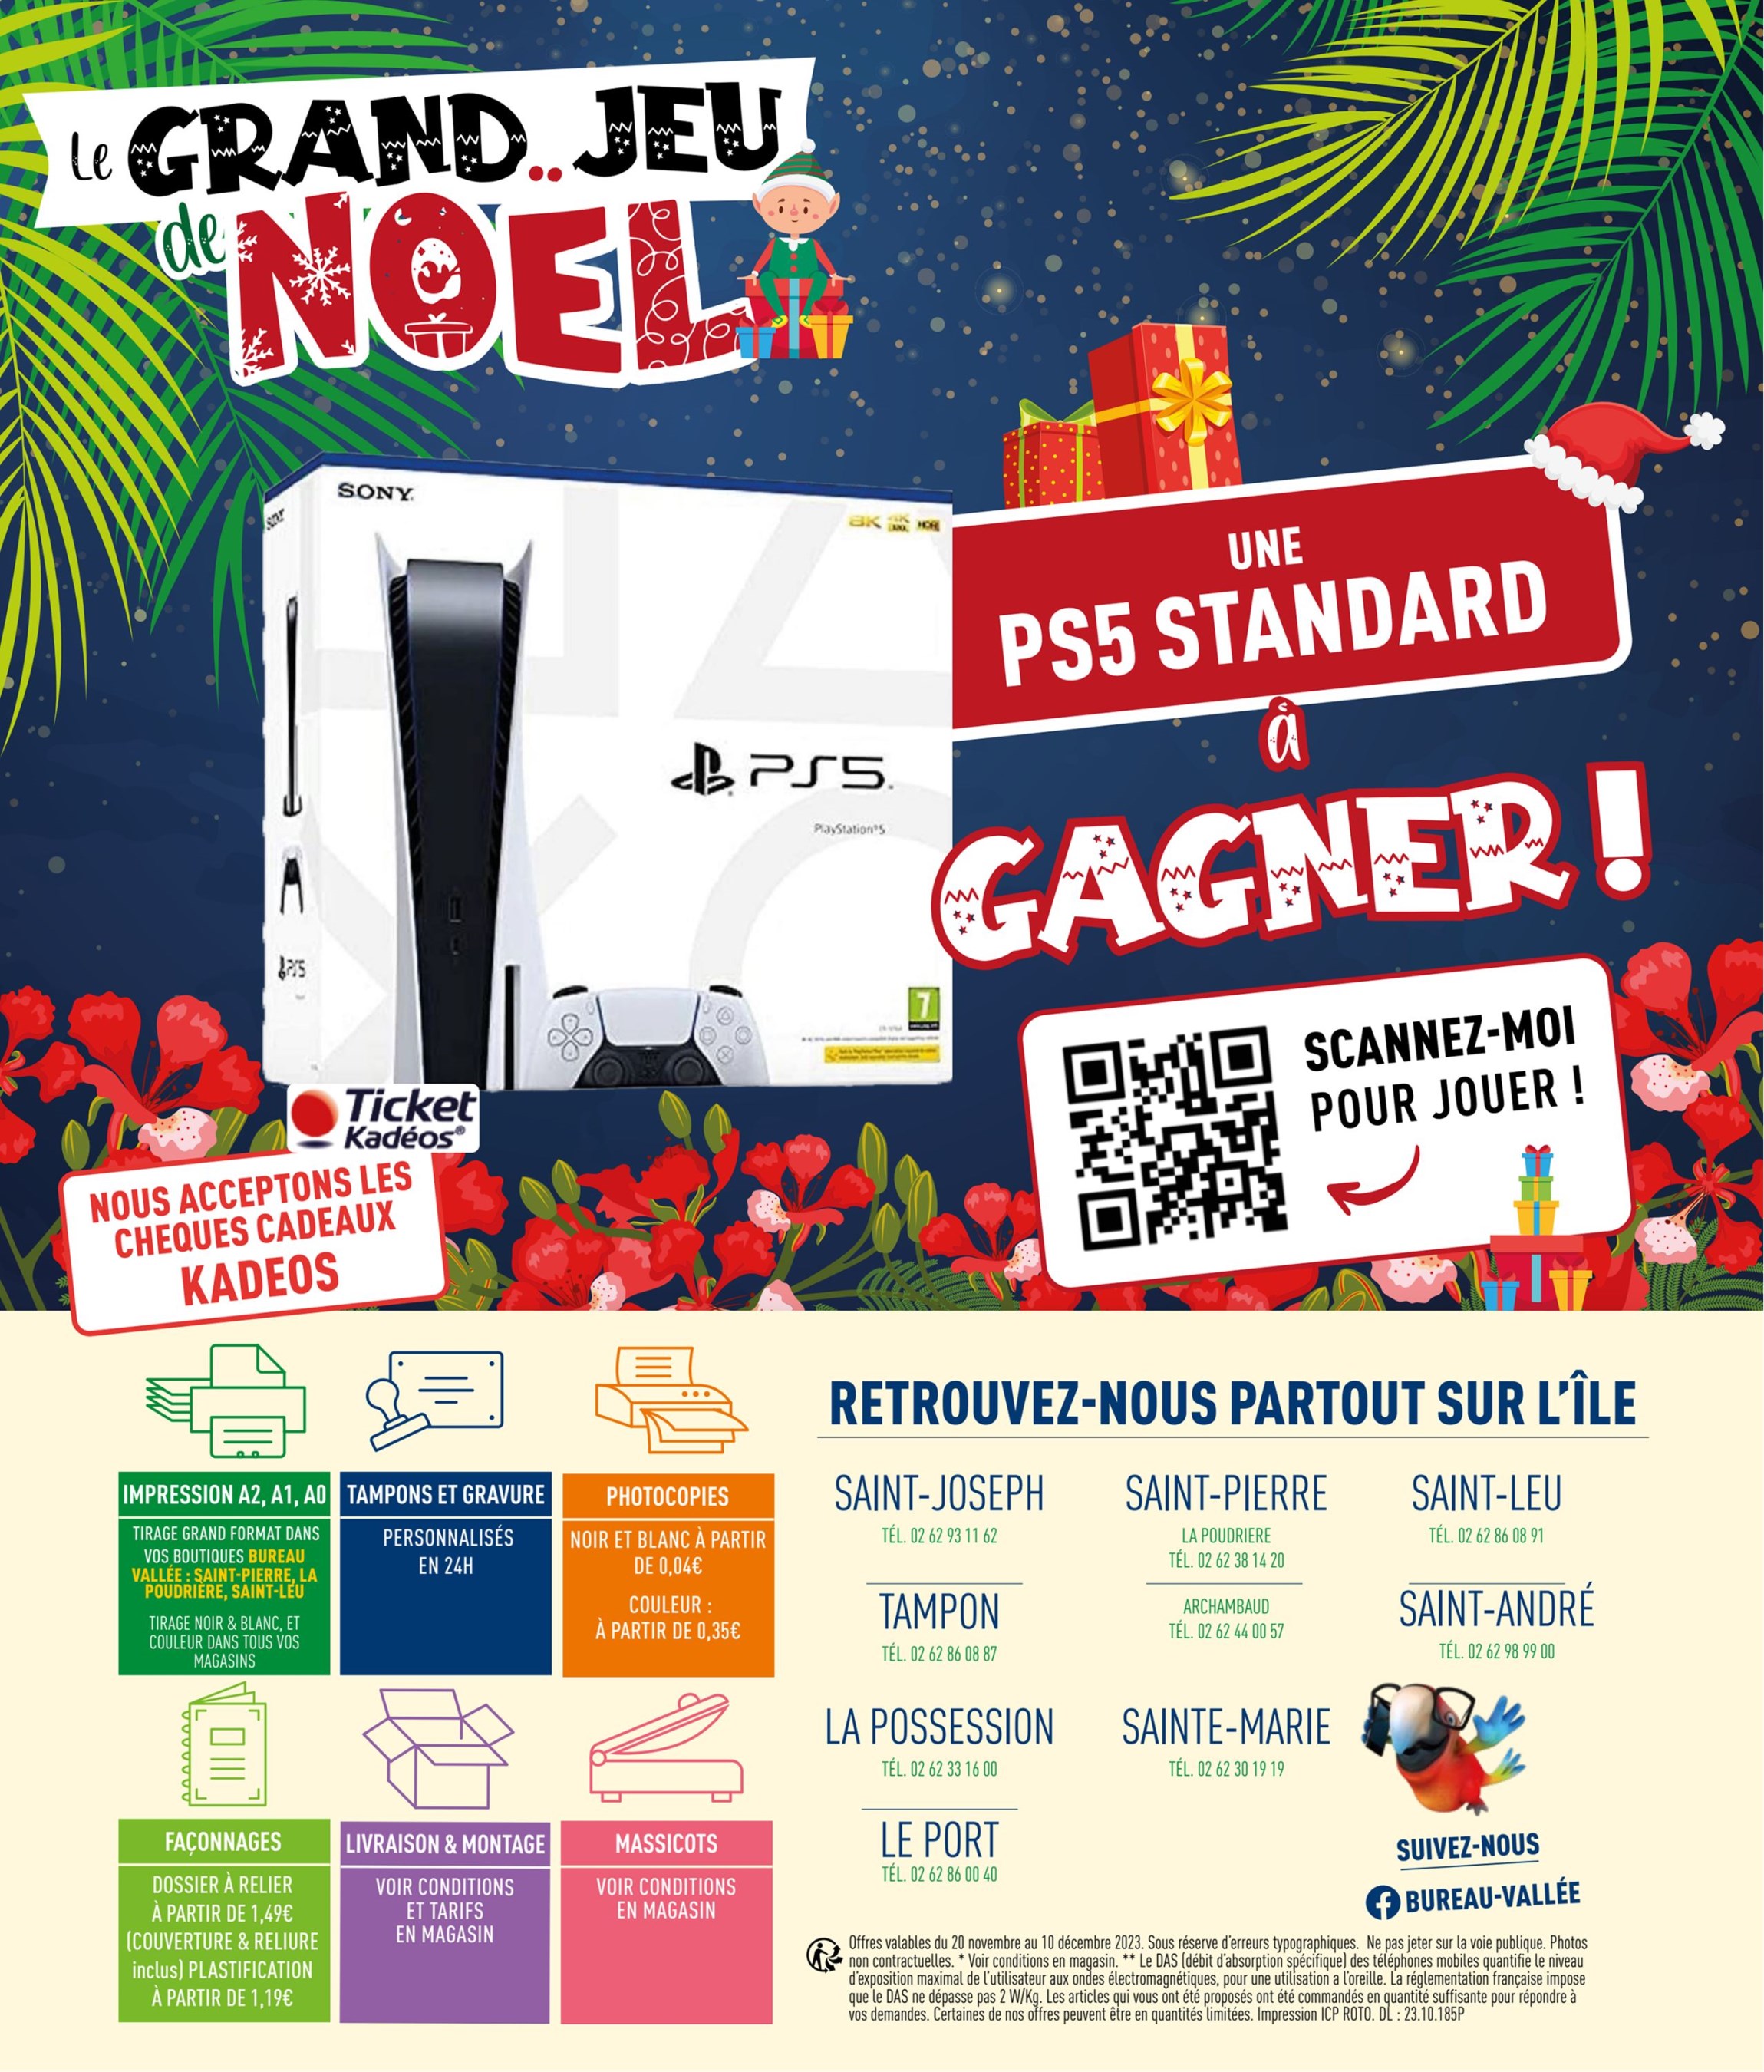 Le GRAND JEU
de NOËL
SONY
SONY
8K 4K 120 HDR
UNE
PS5 STANDARD
à
GAGNER !
PS5
PlayStation®5
PS5
7
SCANNEZ-MOI
POUR JOUER !
Ticket
Kadéos®
NOUS ACCEPTONS LES
CHEQUES CADEAUX
KADEOS
IMPRESSION A2, A1, A0
TIRAGE GRAND FORMAT DANS
VOS BOUTIQUES BUREAU
VALLÉE : SAINT-PIERRE, LA
POUDRIÈRE, SAINT-LEU
TIRAGE NOIR & BLANC, ET
COULEUR DANS TOUS VOS
MAGASINS
TAMPONS ET GRAVURE
PERSONNALISÉS
EN 24H
PHOTOCOPIES
NOIR ET BLANC À PARTIR
DE 0,04€
COULEUR :
À PARTIR DE 0,35€
FAÇONNAGES
DOSSIER À RELIER
À PARTIR DE 1,49€
(COUVERTURE & RELIURE
inclus) PLASTIFICATION
À PARTIR DE 1,19€
LIVRAISON & MONTAGE
VOIR CONDITIONS
ET TARIFS
EN MAGASIN
MASSICOTS
VOIR CONDITIONS
EN MAGASIN
RETROUVEZ-NOUS PARTOUT SUR L'ÎLE
SAINT-JOSEPH
TÉL. 02 62 93 11 62
SAINT-PIERRE
LA POUDRIERE
TÉL. 02 62 38 14 20
ARCHAMBAUD
TÉL. 02 62 44 00 57
SAINT-LEU
TÉL. 02 62 86 08 91
TAMPON
TÉL. 02 62 86 08 87
SAINT-ANDRÉ
TÉL. 02 62 98 99 00
LA POSSESSION
TÉL. 02 62 33 16 00
SAINTE-MARIE
TÉL. 02 62 30 19 19
LE PORT
TÉL. 02 62 86 00 40
SUIVEZ-NOUS
BUREAU-VALLÉE
Offres valables du 20 novembre au 10 décembre 2023. Sous réserve d'erreurs typographiques. Ne pas jeter sur la voie publique. Photos
non contractuelles. * Voir conditions en magasin. ** Le DAS (débit d'absorption spécifique) des téléphones mobiles quantifie le niveau
d'exposition maximal de l'utilisateur aux ondes électromagnétiques, pour une utilisation a l'oreille. La réglementation française impose
que le DAS ne dépasse pas 2 W/Kg. Les articles qui vous ont été proposés ont été commandés en quantité suffisante pour répondre à
vos demandes. Certaines de nos offres peuvent être en quantités limitées. Impression ICP ROTO. DL : 23.10.185P